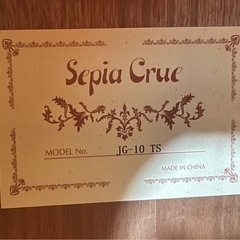 Sepia Crue
MODEL No. JG-10 TS
MADE IN CHINA